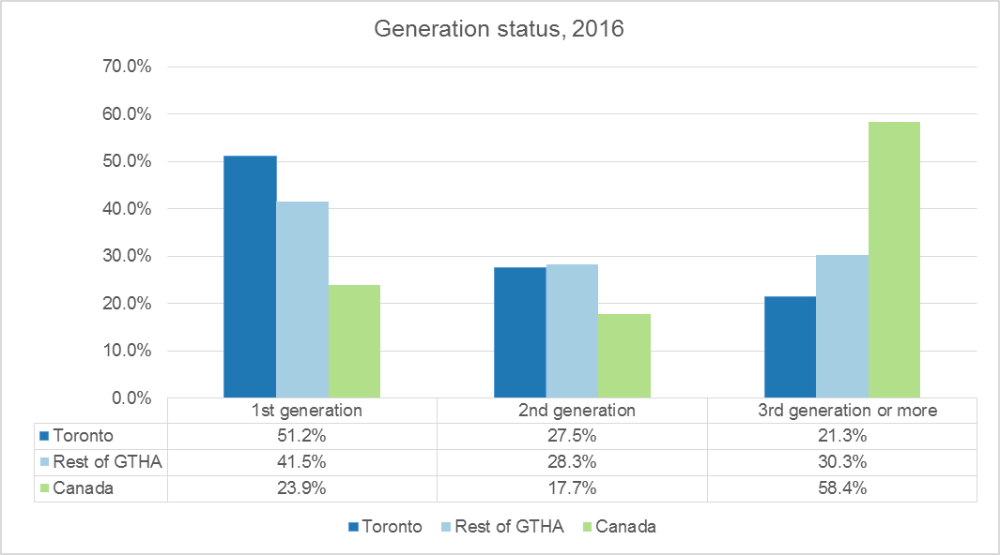 Generation status, 2016
70.0%
60.0%
50.0%
40.0%
30.0%
20.0%
10.0%
0.0%
1st generation 2nd generation 3rd generation or more
Toronto 51.2% 27.5% 21.3%
Rest of GTHA 41.5% 28.3% 30.3%
Canada 23.9% 17.7% 58.4%
Toronto Rest of GTHA Canada